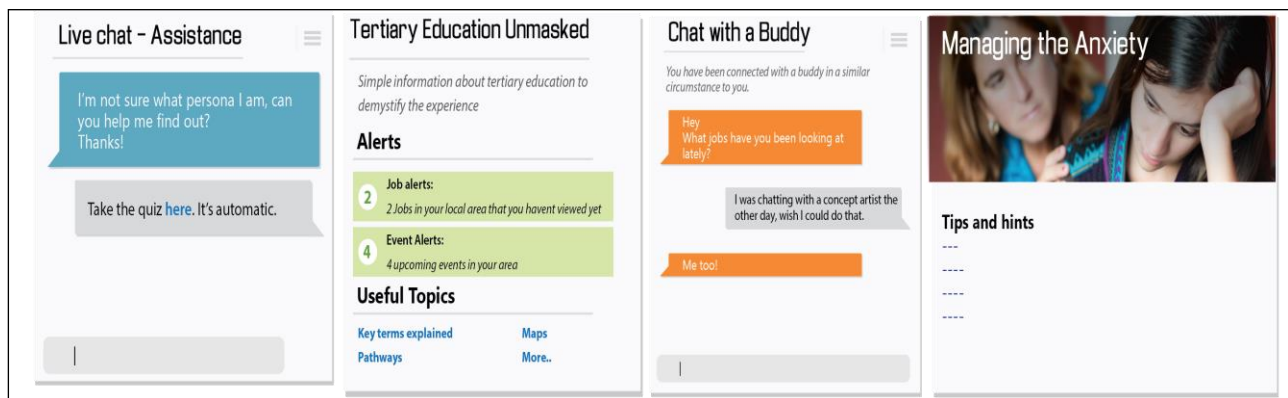 Live chat – Assistance
I'm not sure what persona I am, can
you help me find out?
Thanks!
Take the quiz here. It's automatic.
Tertiary Education Unmasked
Simple information about tertiary education to
demystify the experience
Alerts
2
Job alerts:
2 Jobs in your local area that you havent viewed yet
4
Event Alerts:
4 upcoming events in your area
Useful Topics
Key terms explained
Maps
Pathways
More..
Chat with a Buddy
You have been connected with a buddy in a similar
circumstance to you.
Hey
What jobs have you been looking at
lately?
I was chatting with a concept artist the
other day, wish I could do that.
Me too!
Managing the Anxiety
Tips and hints
---
----
----
----